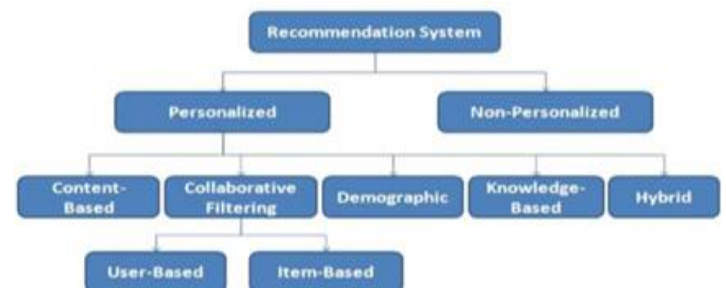 Recommendation System
Personalized
Non-Personalized
Content-
Based
Collaborative
Filtering
Demographic
Knowledge-
Based
Hybrid
User-Based
Item-Based